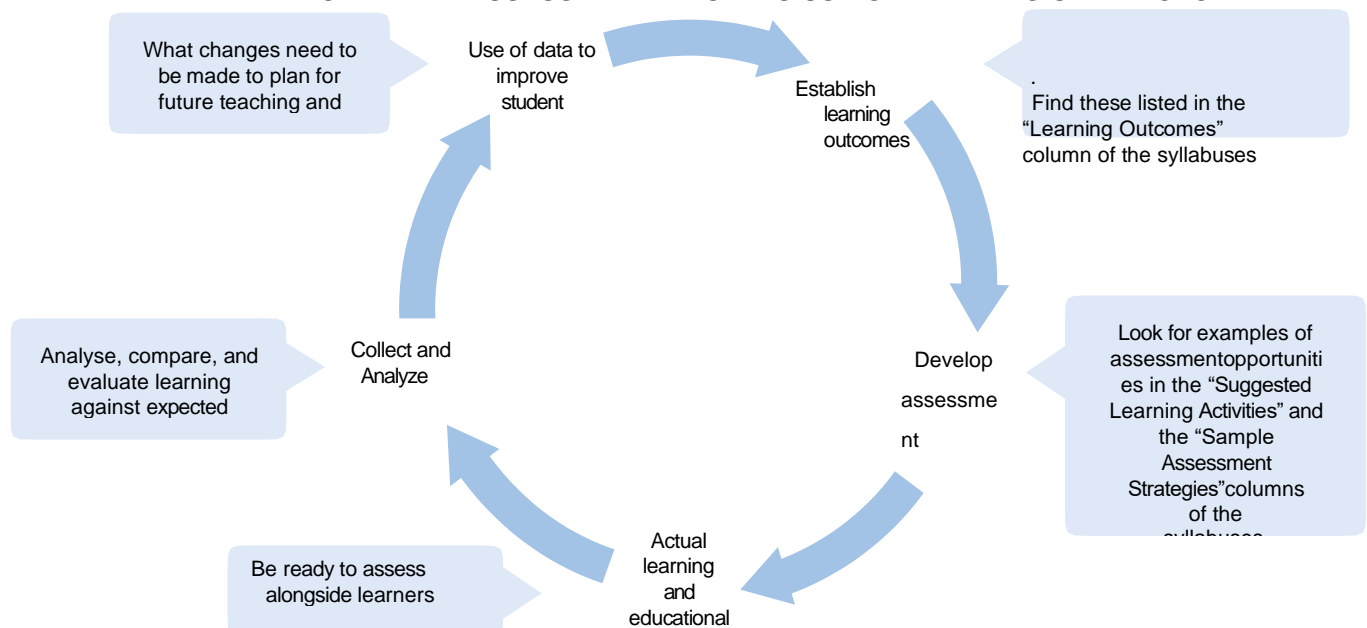 What changes need to
be made to plan for
future teaching and
Use of data to
improve
student
Establish
learning
outcomes
.
Find these listed in the
“Learning Outcomes”
column of the syllabuses
Develop
assessme
nt
Look for examples of
assessmentopportuniti
es in the “Suggested
Learning Activities” and
the “Sample
Assessment
Strategies”columns
of the
Actual
learning
and
educational
Be ready to assess
alongside learners
Collect and
Analyze
Analyse, compare, and
evaluate learning
against expected